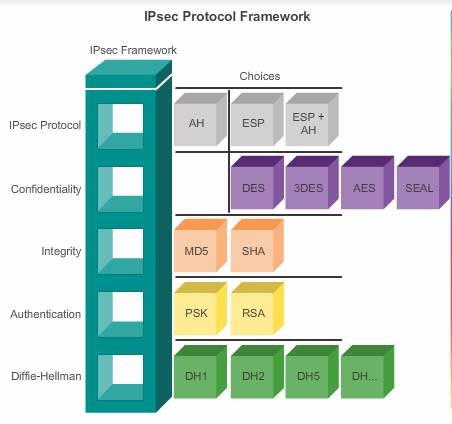 IPsec Protocol Framework
IPsec Framework
Choices
IPsec Protocol
AH
ESP
ESP +
AH
Confidentiality
DES
3DES
AES
SEAL
Integrity
MD5
SHA
Authentication
PSK
RSA
Diffie-Hellman
DH1
DH2
DH5
DH...